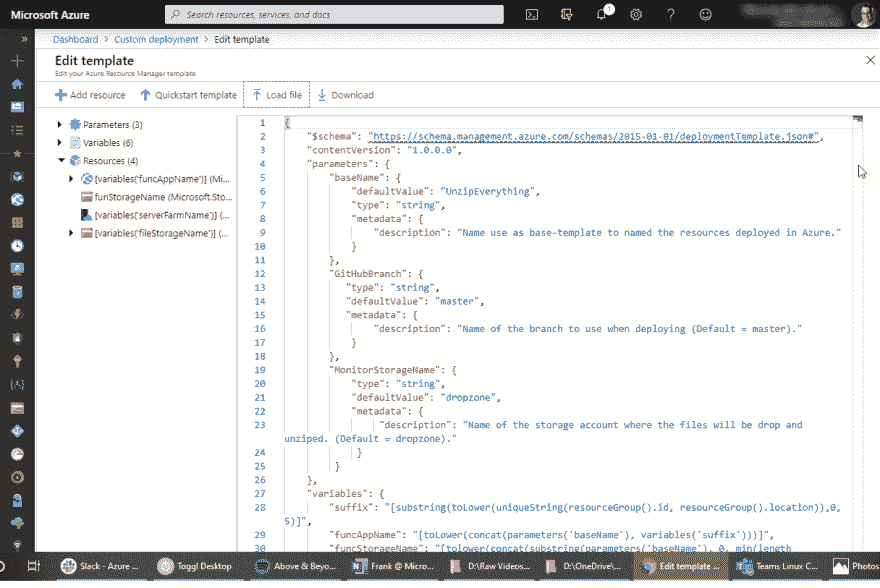 Microsoft Azure
Search resources, services, and docs
1
Dashboard > Custom deployment > Edit template
Edit template
Edit your Azure Resource Manager template
Add resource
Quickstart template
Load file
Download
Parameters (3)
Variables (6)
Resources (4)
[variables('funcAppName')] (Mi...
funStorageName (Microsoft.Sto...
[variables('serverFarmName')] (...
[variables('fileStorageName')] (...
1 {
2 "$schema": "https://schema.management.azure.com/schemas/2015-01-01/deploymentTemplate.json#",
3 "contentVersion": "1.0.0.0",
4 "parameters": {
5 "baseName": {
6 "defaultValue": "UnzipEverything",
7 "type": "string",
8 "metadata": {
9 "description": "Name use as base-template to named the resources deployed in Azure."
10 }
11 },
12 "GitHubBranch": {
13 "type": "string",
14 "defaultValue": "master",
15 "metadata": {
16 "description": "Name of the branch to use when deploying (Default = master)."
17 }
18 },
19 "MonitorStorageName": {
20 "type": "string",
21 "defaultValue": "dropzone",
22 "metadata": {
23 "description": "Name of the storage account where the files will be drop and
unziped. (Default = dropzone)."
24 }
25 }
26 },
27 "variables": {
28 "suffix": "[substring(toLower(uniqueString(resourceGroup().id, resourceGroup().location)),0,
5)]",
29 "funcAppName": "[toLower(concat(parameters('baseName'), variables('suffix')))]",
30 "funcStorageName": "[tolower(concat(substring(parameters('baseName'), 0, min(length
Slack - Azure ...
Toggl Desktop
Above & Beyo...
Frank @ Micro...
D:\Raw Videos...
D:\OneDrive\...
Edit template ...
Teams Linux C...
Photos